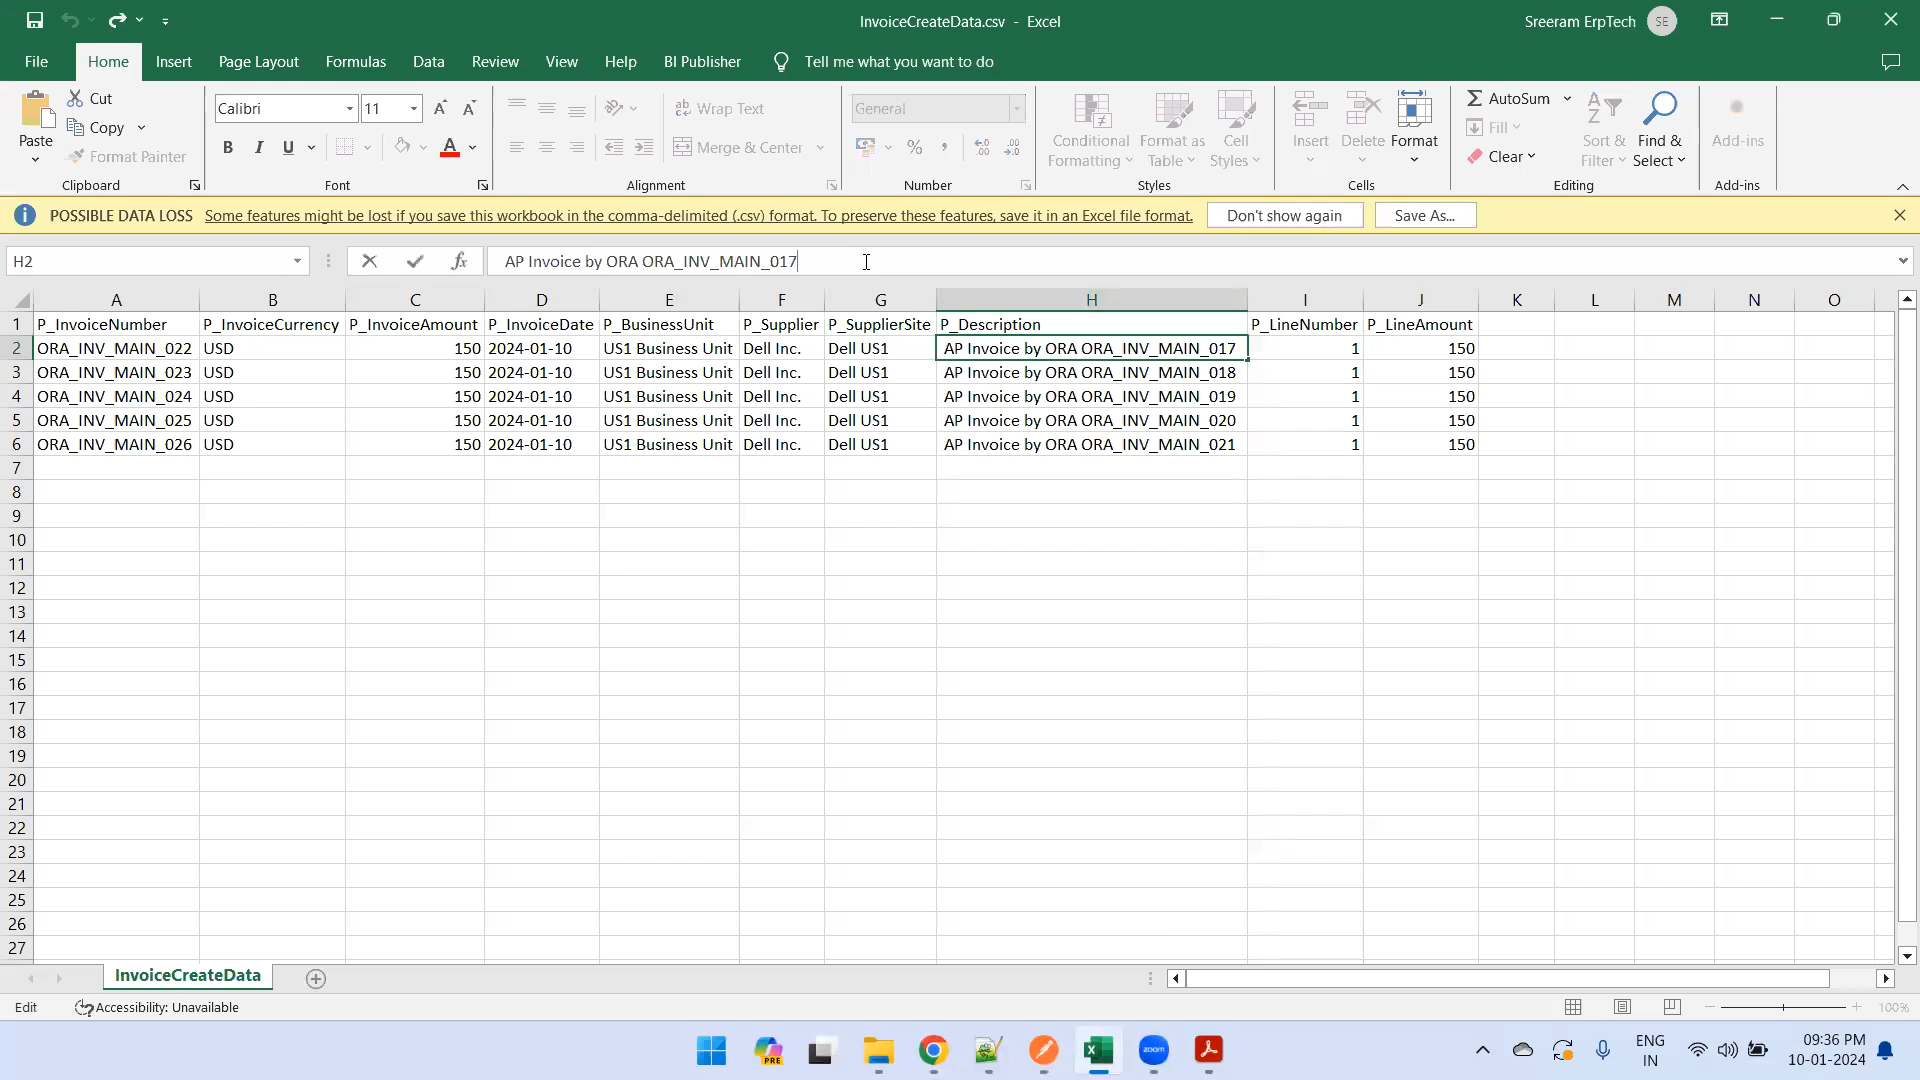 InvoiceCreateData.csv - Excel
Sreeram ErpTech
SE
File Home Insert Page Layout Formulas Data Review View Help BI Publisher Tell me what you want to do
Paste
Cut
Copy
Format Painter
Clipboard
Calibri 11
B I U
Font
Wrap Text
Merge & Center
Alignment
General
Number
Conditional Formatting
Format as Table
Cell Styles
Styles
Insert Delete Format
Cells
AutoSum
Fill
Clear
Sort & Filter
Find & Select
Editing
Add-ins
Add-ins
POSSIBLE DATA LOSS Some features might be lost if you save this workbook in the comma-delimited (.csv) format. To preserve these features, save it in an Excel file format. Don't show again Save As...
H2 fx AP Invoice by ORA ORA_INV_MAIN_017
A B C D E F G H I J K L M N O
1 P_InvoiceNumber P_InvoiceCurrency P_InvoiceAmount P_InvoiceDate P_BusinessUnit P_Supplier P_SupplierSite P_Description P_LineNumber P_LineAmount
2 ORA_INV_MAIN_022 USD 150 2024-01-10 US1 Business Unit Dell Inc. Dell US1 AP Invoice by ORA ORA_INV_MAIN_017 1 150
3 ORA_INV_MAIN_023 USD 150 2024-01-10 US1 Business Unit Dell Inc. Dell US1 AP Invoice by ORA ORA_INV_MAIN_018 1 150
4 ORA_INV_MAIN_024 USD 150 2024-01-10 US1 Business Unit Dell Inc. Dell US1 AP Invoice by ORA ORA_INV_MAIN_019 1 150
5 ORA_INV_MAIN_025 USD 150 2024-01-10 US1 Business Unit Dell Inc. Dell US1 AP Invoice by ORA ORA_INV_MAIN_020 1 150
6 ORA_INV_MAIN_026 USD 150 2024-01-10 US1 Business Unit Dell Inc. Dell US1 AP Invoice by ORA ORA_INV_MAIN_021 1 150
7
8
9
10
11
12
13
14
15
16
17
18
19
20
21
22
23
24
25
26
27
InvoiceCreateData
Edit Accessibility: Unavailable 100%
PRE
zoom
ENG
IN
09:36 PM
10-01-2024